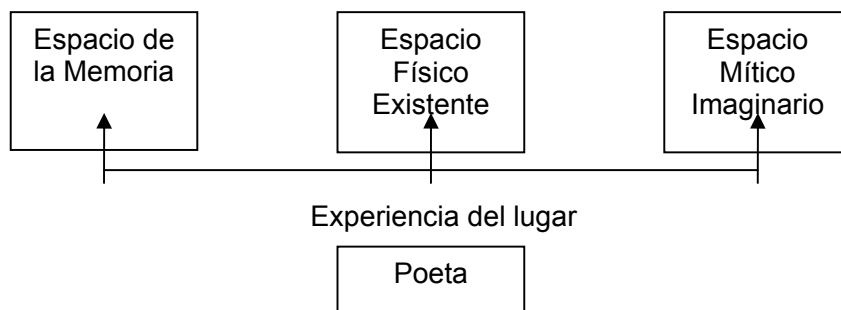 Espacio de
la Memoria
Espacio
Físico
Existente
Espacio
Mítico
Imaginario
Experiencia del lugar
Poeta